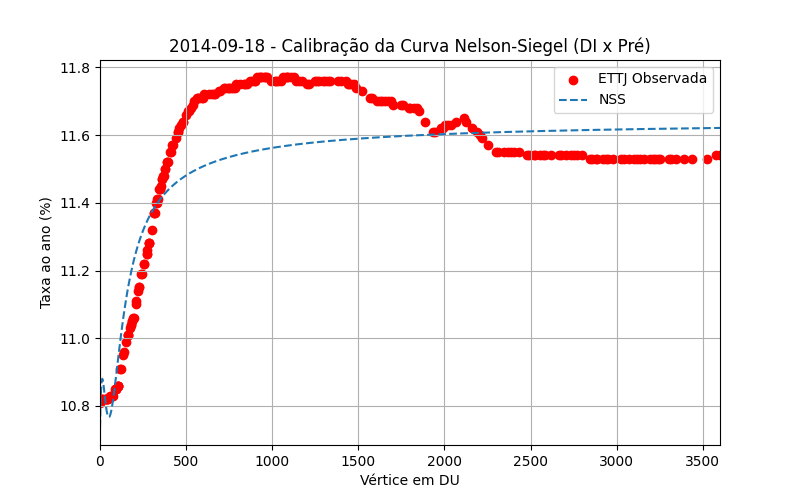 2014-09-18 - Calibração da Curva Nelson-Siegel (DI x Pré)
ETTJ Observada
NSS
Taxa ao ano (%)
11.8
11.6
11.4
11.2
11.0
10.8
0 500 1000 1500 2000 2500 3000 3500
Vértice em DU